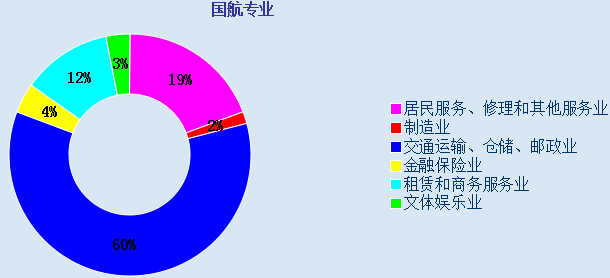 国航专业
3%
19%
12%
4%
2%
60%
居民服务、修理和其他服务业
制造业
交通运输、仓储、邮政业
金融保险业
租赁和商务服务业
文体娱乐业